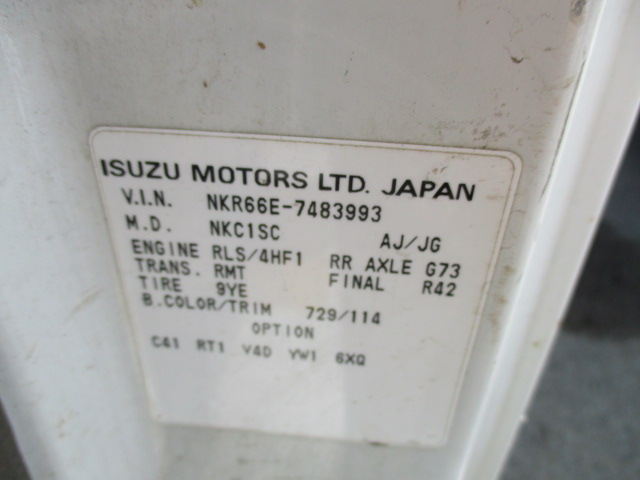 ISUZU MOTORS LTD. JAPAN
V.I.N. NKR66E-7483993
M.D. NKC1SC AJ/JG
ENGINE RLS/4HF1 RR AXLE G73
TRANS. RMT FINAL R42
TIRE 9YE
B.COLOR/TRIM 729/114
OPTION
C41 RT1 V4D YW1 6XQ